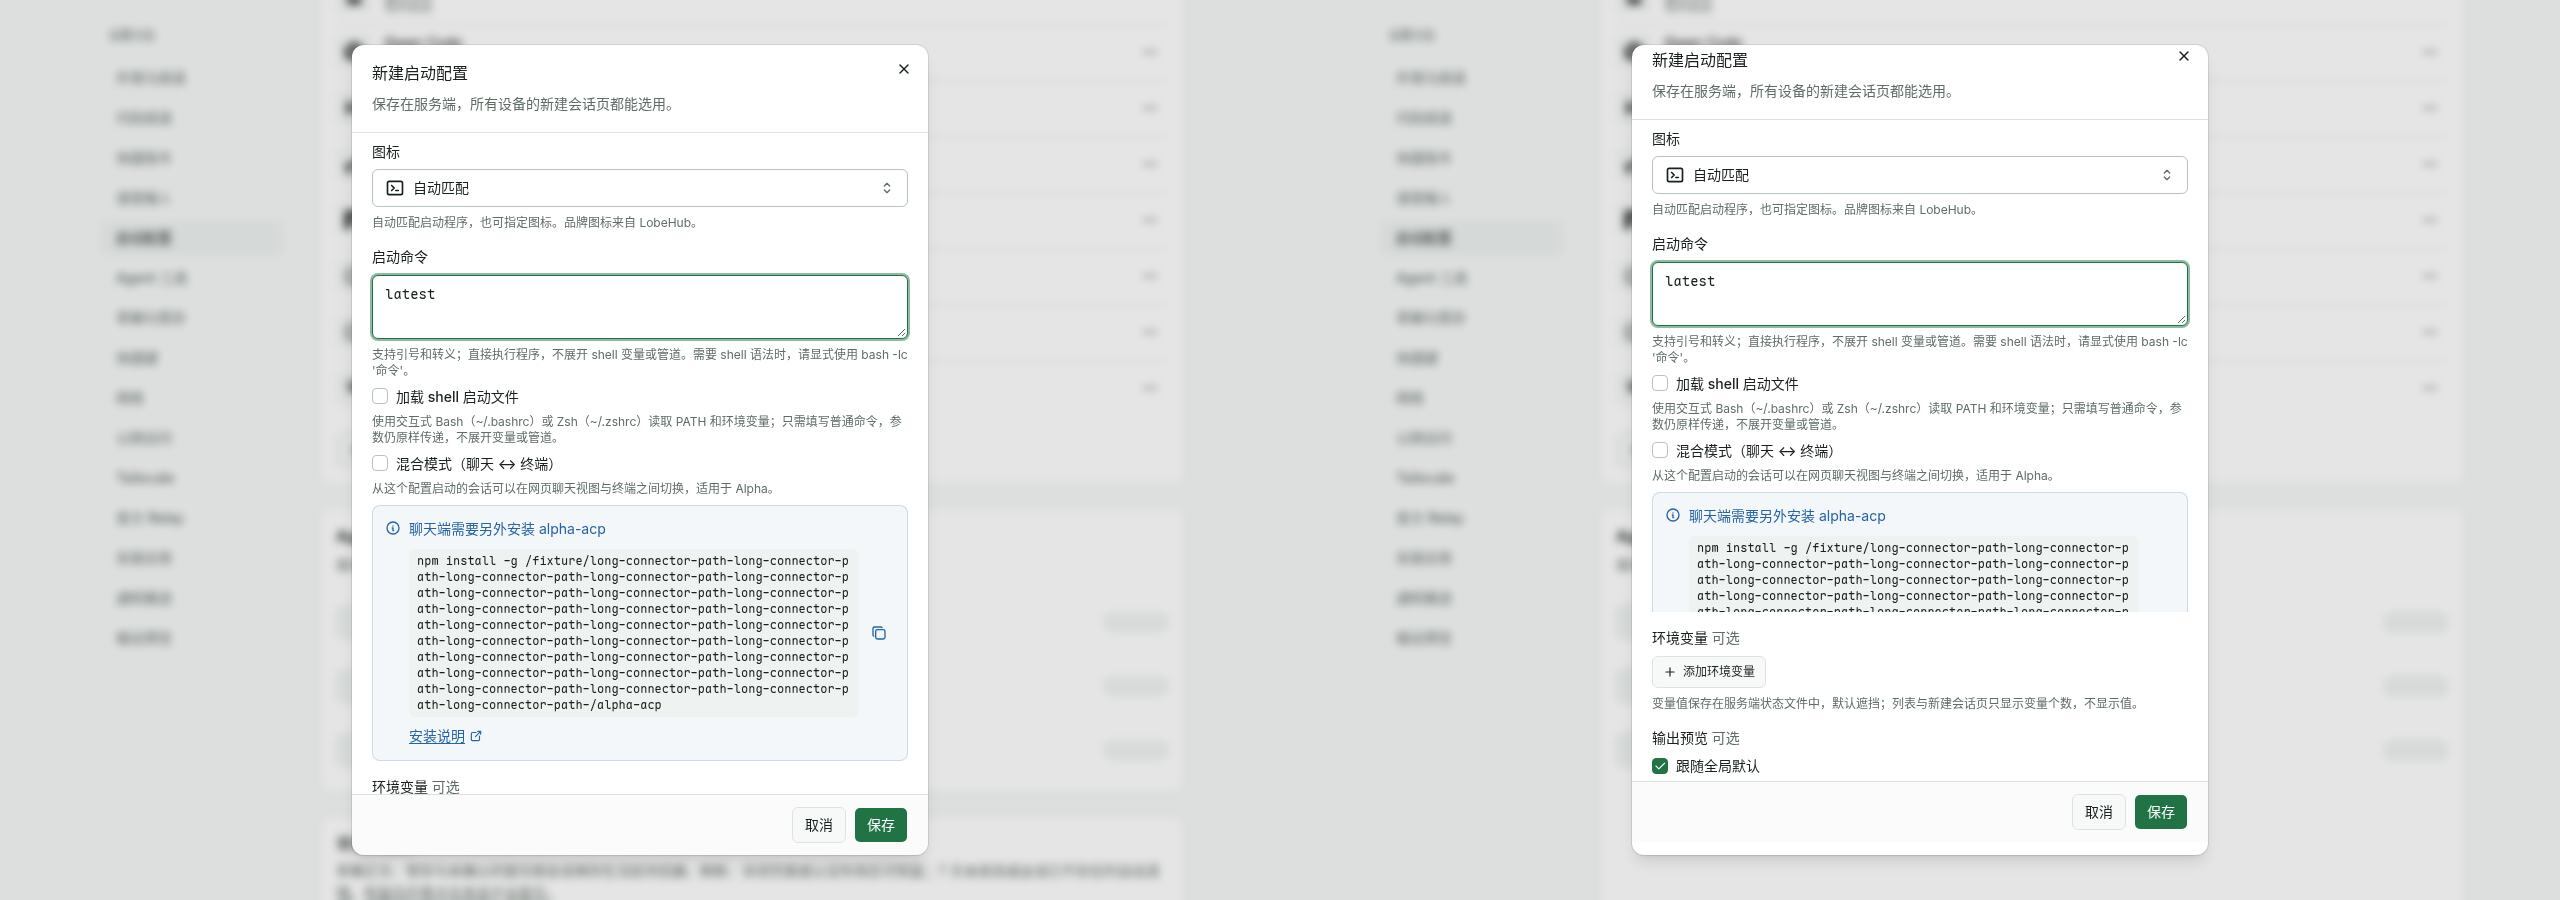 新建启动配置
保存在服务端，所有设备的新建会话页都能选用。
图标
自动匹配
自动匹配启动程序，也可指定图标。品牌图标来自 LobeHub。
启动命令
latest
支持引号和转义；直接执行程序，不展开 shell 变量或管道。需要 shell 语法时，请显式使用 bash -lc
'命令'。
加载 shell 启动文件
使用交互式 Bash（~/.bashrc）或 Zsh（~/.zshrc）读取 PATH 和环境变量；只需填写普通命令，参
数仍原样传递，不展开变量或管道。
混合模式（聊天 ↔ 终端）
从这个配置启动的会话可以在网页聊天视图与终端之间切换，适用于 Alpha。
聊天端需要另外安装 alpha-acp
npm install -g /fixture/long-connector-path-long-connector-p
ath-long-connector-path-long-connector-path-long-connector-p
ath-long-connector-path-long-connector-path-long-connector-p
ath-long-connector-path-long-connector-path-long-connector-p
ath-long-connector-path-long-connector-path-long-connector-p
ath-long-connector-path-long-connector-path-long-connector-p
ath-long-connector-path-long-connector-path-long-connector-p
ath-long-connector-path-long-connector-path-long-connector-p
ath-long-connector-path-long-connector-path-long-connector-p
ath-long-connector-path-/alpha-acp
安装说明
环境变量 可选
取消 保存
新建启动配置
保存在服务端，所有设备的新建会话页都能选用。
图标
自动匹配
自动匹配启动程序，也可指定图标。品牌图标来自 LobeHub。
启动命令
latest
支持引号和转义；直接执行程序，不展开 shell 变量或管道。需要 shell 语法时，请显式使用 bash -lc
'命令'。
加载 shell 启动文件
使用交互式 Bash（~/.bashrc）或 Zsh（~/.zshrc）读取 PATH 和环境变量；只需填写普通命令，参
数仍原样传递，不展开变量或管道。
混合模式（聊天 ↔ 终端）
从这个配置启动的会话可以在网页聊天视图与终端之间切换，适用于 Alpha。
聊天端需要另外安装 alpha-acp
npm install -g /fixture/long-connector-path-long-connector-p
ath-long-connector-path-long-connector-path-long-connector-p
ath-long-connector-path-long-connector-path-long-connector-p
ath-long-connector-path-long-connector-path-long-connector-p
ath-long-connector-path-long-connector-path-long-connector-p
环境变量 可选
添加环境变量
变量值保存在服务端状态文件中，默认遮挡；列表与新建会话页只显示变量个数，不显示值。
输出预览 可选
跟随全局默认
取消 保存